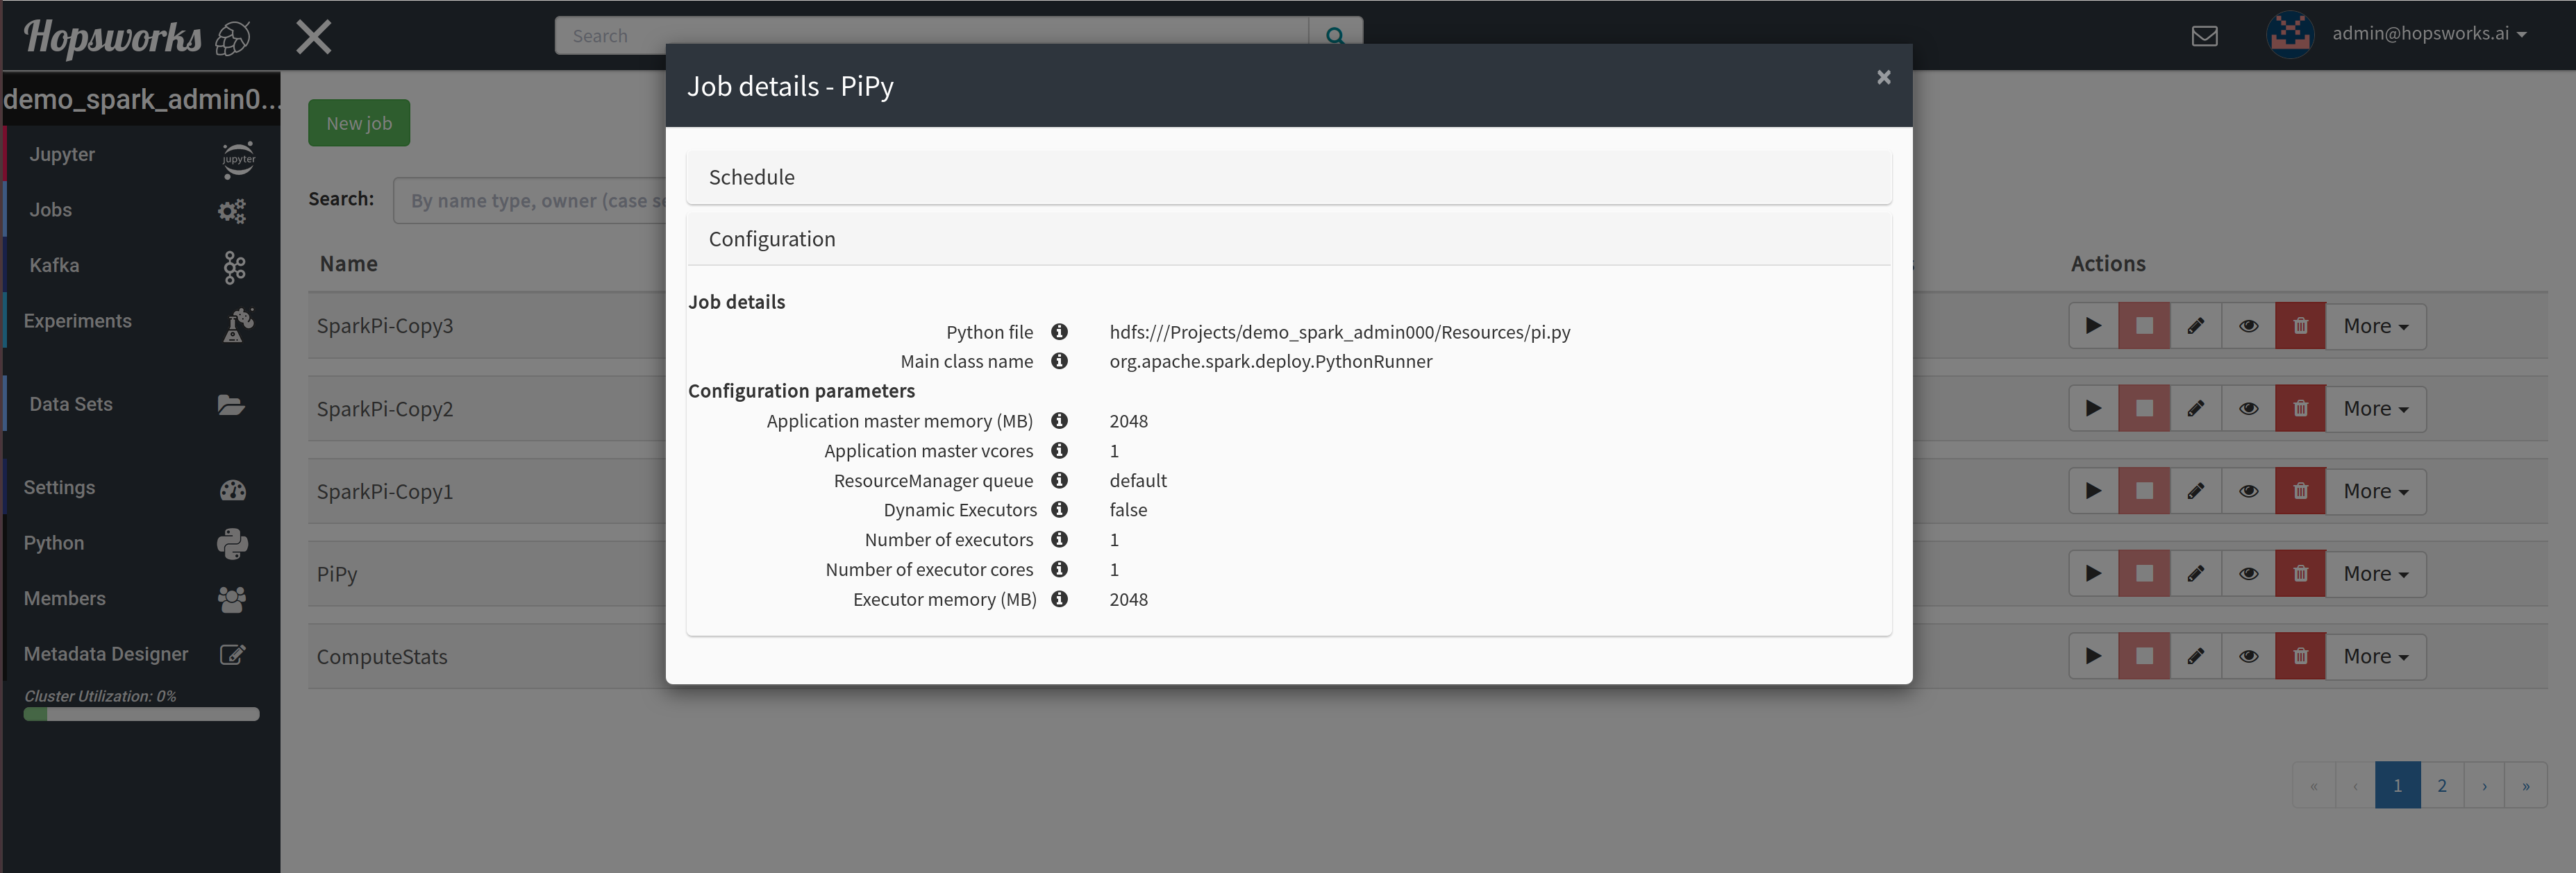 Hopsworks
Search
admin@hopsworks.ai
demo_spark_admin0...
Jupyter
jupyter
Jobs
Kafka
Experiments
Data Sets
Settings
Python
Members
Metadata Designer
Cluster Utilization: 0%
New job
Search: By name type, owner (case se
Name
Actions
SparkPi-Copy3
More
SparkPi-Copy2
More
SparkPi-Copy1
More
PiPy
More
ComputeStats
More
« ‹ 1 2 › »
Job details - PiPy ×
Schedule
Configuration
Job details
Python file hdfs:///Projects/demo_spark_admin000/Resources/pi.py
Main class name org.apache.spark.deploy.PythonRunner
Configuration parameters
Application master memory (MB) 2048
Application master vcores 1
ResourceManager queue default
Dynamic Executors false
Number of executors 1
Number of executor cores 1
Executor memory (MB) 2048